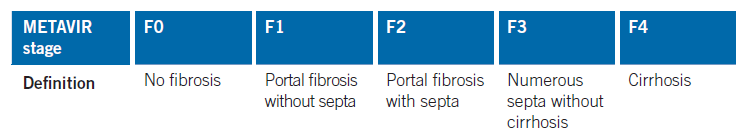 METAVIR stage F0 F1 F2 F3 F4
Definition No fibrosis Portal fibrosis without septa Portal fibrosis with septa Numerous septa without cirrhosis Cirrhosis